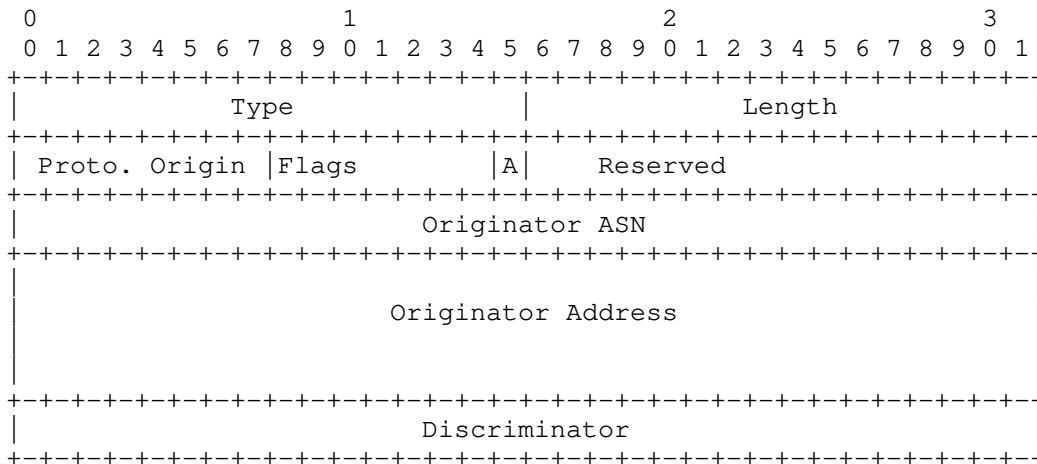 0                   1                   2                   3
 0 1 2 3 4 5 6 7 8 9 0 1 2 3 4 5 6 7 8 9 0 1 2 3 4 5 6 7 8 9 0 1
+-+-+-+-+-+-+-+-+-+-+-+-+-+-+-+-+-+-+-+-+-+-+-+-+-+-+-+-+-+-+-+--
|             Type              |             Length
+-+-+-+-+-+-+-+-+-+-+-+-+-+-+-+-+-+-+-+-+-+-+-+-+-+-+-+-+-+-+-+--
| Proto. Origin |Flags        |A|    Reserved
+-+-+-+-+-+-+-+-+-+-+-+-+-+-+-+-+-+-+-+-+-+-+-+-+-+-+-+-+-+-+-+--
|                         Originator ASN
+-+-+-+-+-+-+-+-+-+-+-+-+-+-+-+-+-+-+-+-+-+-+-+-+-+-+-+-+-+-+-+--
|
|                       Originator Address
|
|
+-+-+-+-+-+-+-+-+-+-+-+-+-+-+-+-+-+-+-+-+-+-+-+-+-+-+-+-+-+-+-+--
|                         Discriminator
+-+-+-+-+-+-+-+-+-+-+-+-+-+-+-+-+-+-+-+-+-+-+-+-+-+-+-+-+-+-+-+--